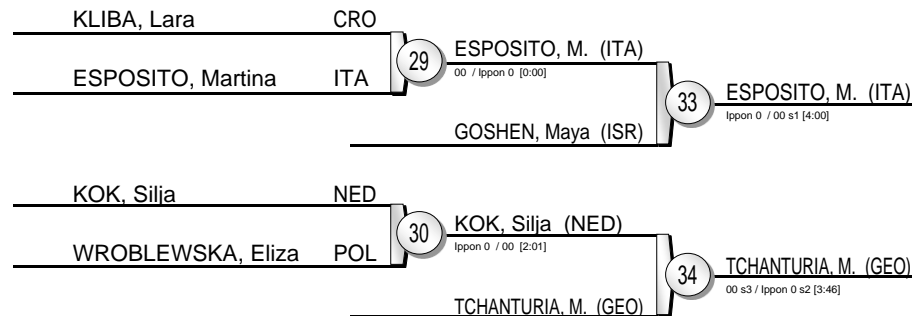 KLIBA, Lara CRO
ESPOSITO, Martina ITA
29
ESPOSITO, M. (ITA)
00 / Ippon 0 [0:00]
GOSHEN, Maya (ISR)
33
ESPOSITO, M. (ITA)
Ippon 0 / 00 s1 [4:00]
KOK, Silja NED
WROBLEWSKA, Eliza POL
30
KOK, Silja (NED)
Ippon 0 / 00 [2:01]
TCHANTURIA, M. (GEO)
34
TCHANTURIA, M. (GEO)
00 s3 / Ippon 0 s2 [3:46]